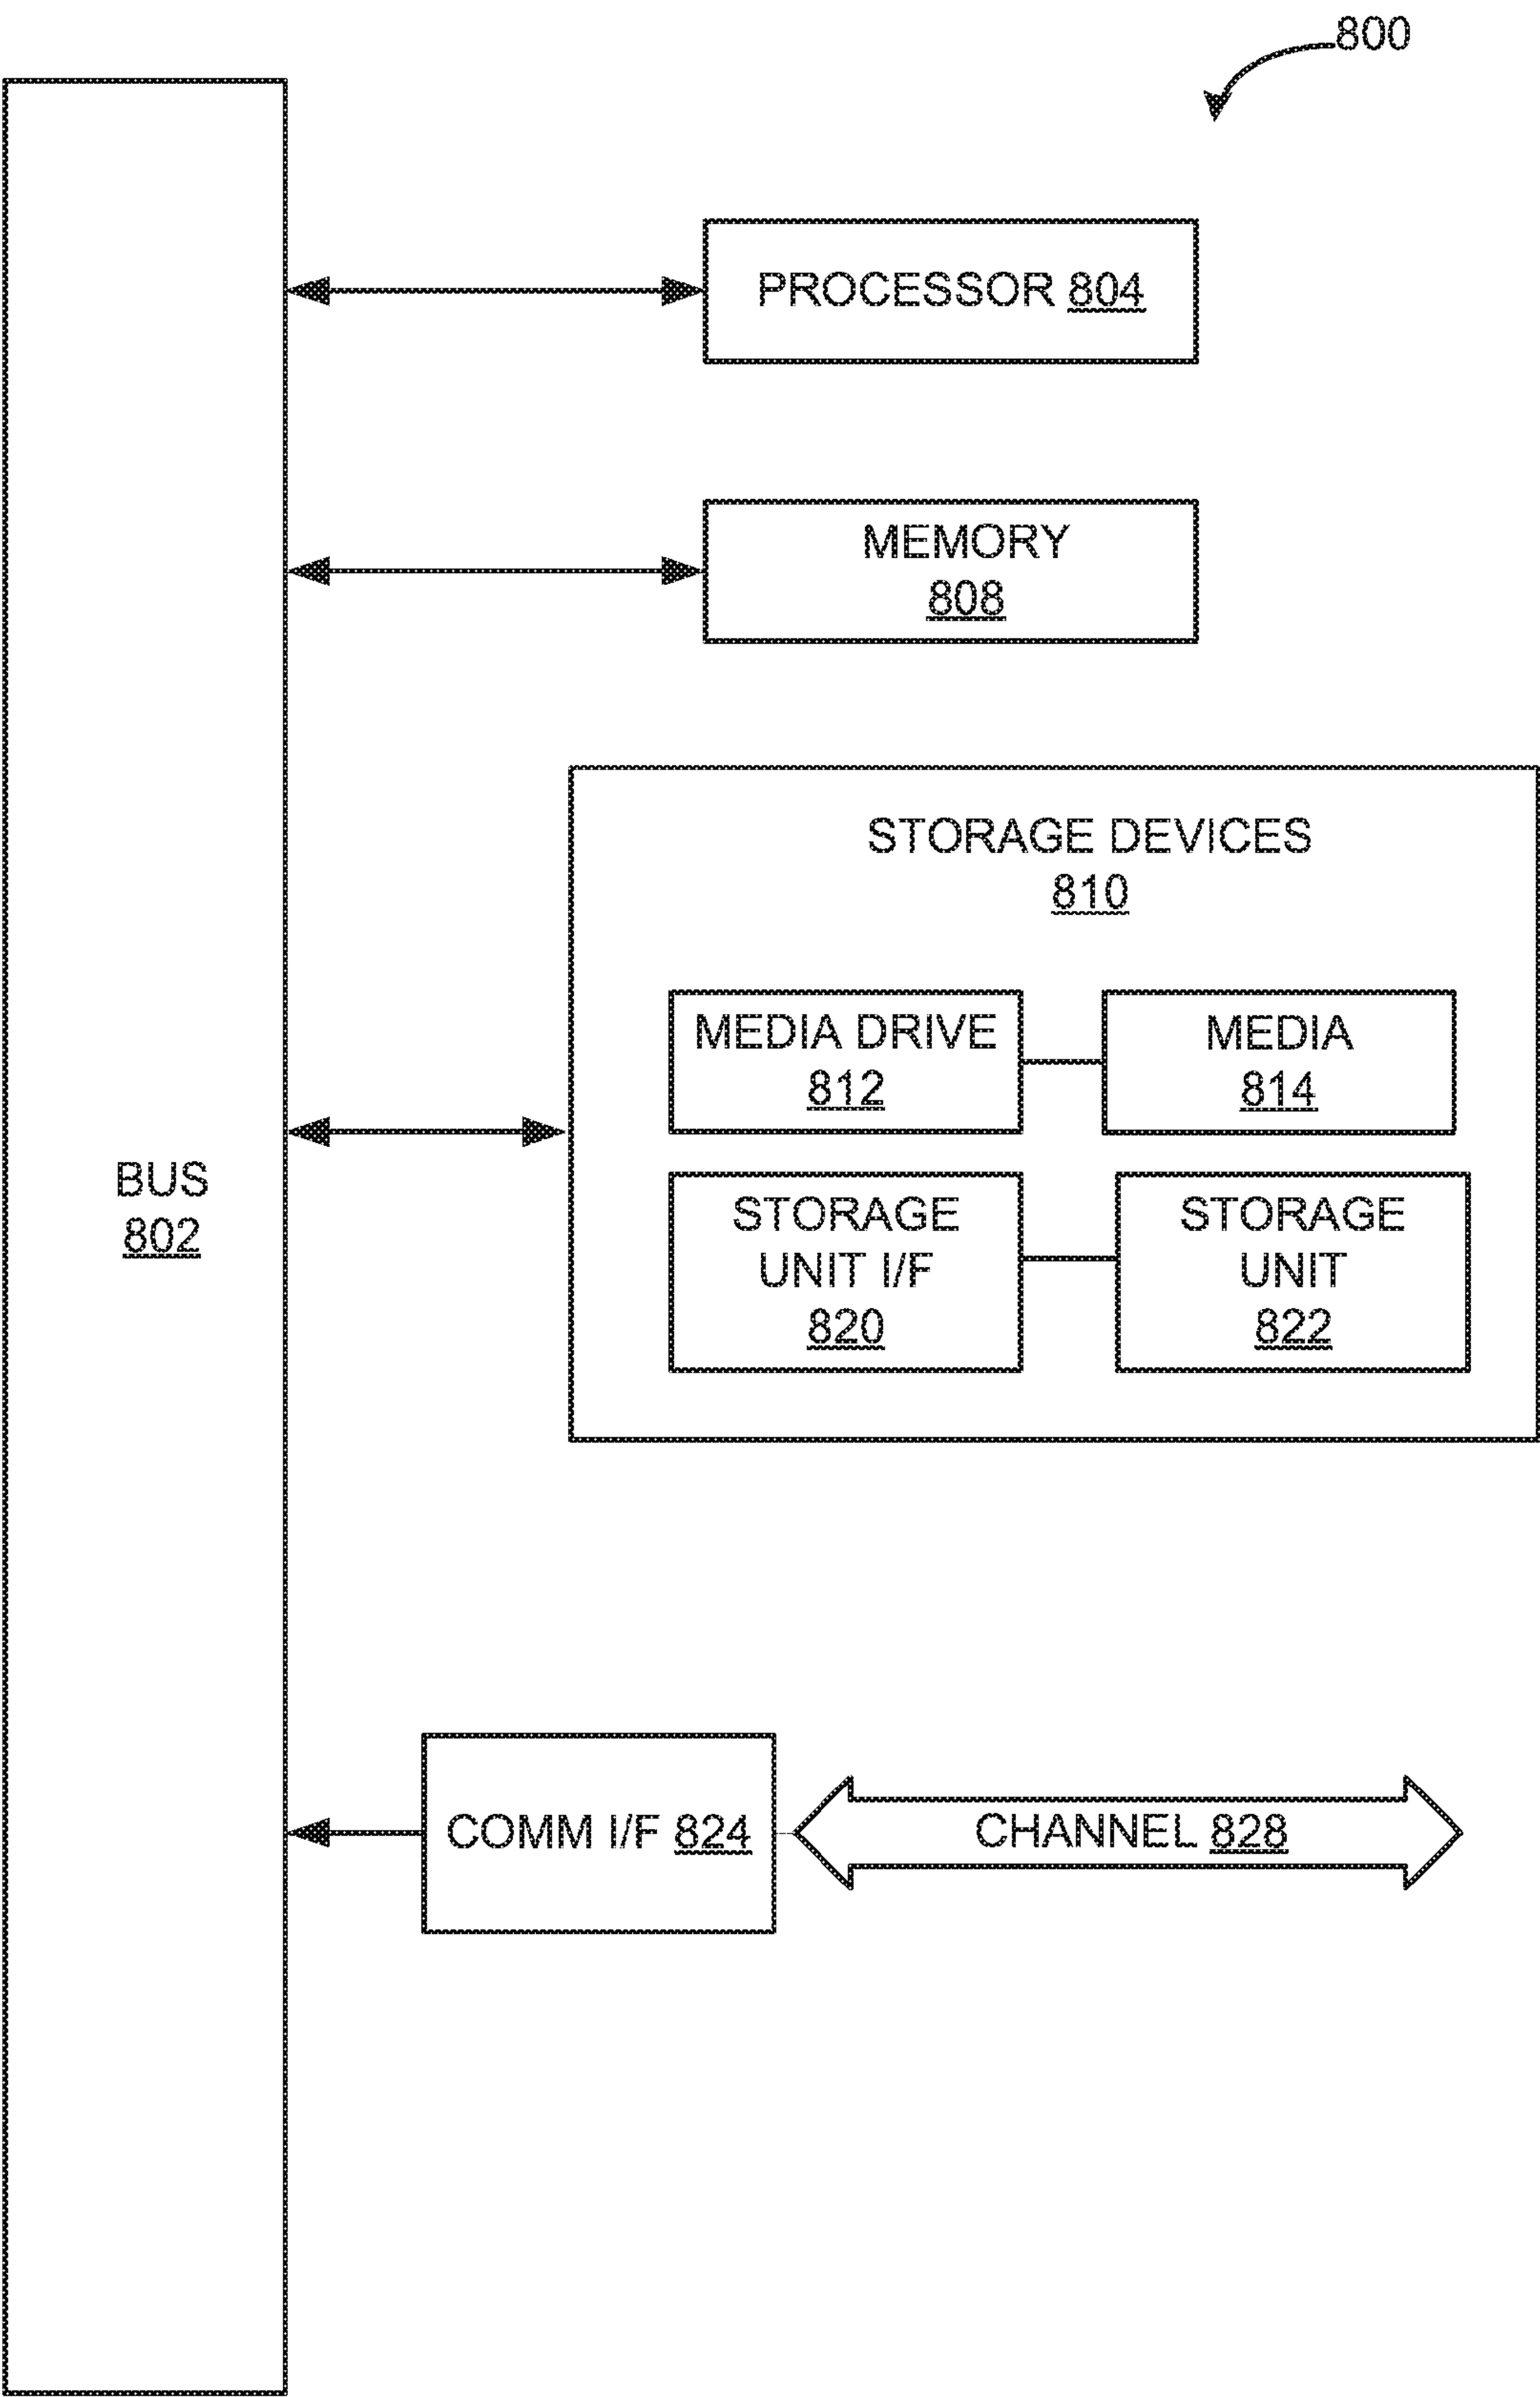 800
PROCESSOR 804
MEMORY
808
STORAGE DEVICES
810
MEDIA DRIVE
812
MEDIA
814
BUS
802
STORAGE
UNIT I/F
820
STORAGE
UNIT
822
COMM I/F 824
CHANNEL 828